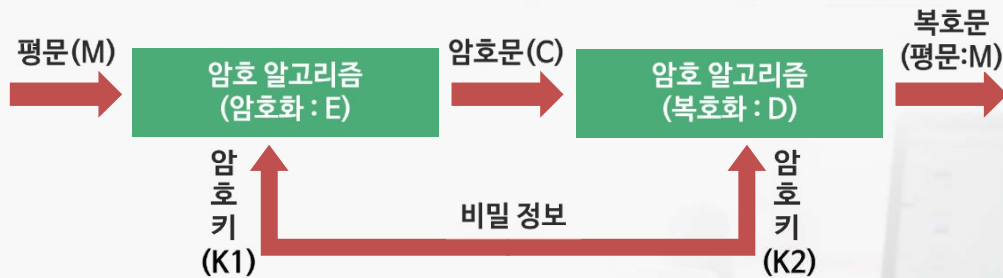 평문(M)
암호 알고리즘
(암호화 : E)
암호문(C)
암호 알고리즘
(복호화 : D)
복호문
(평문:M)
암
호
키
(K1)
비밀 정보
암
호
키
(K2)